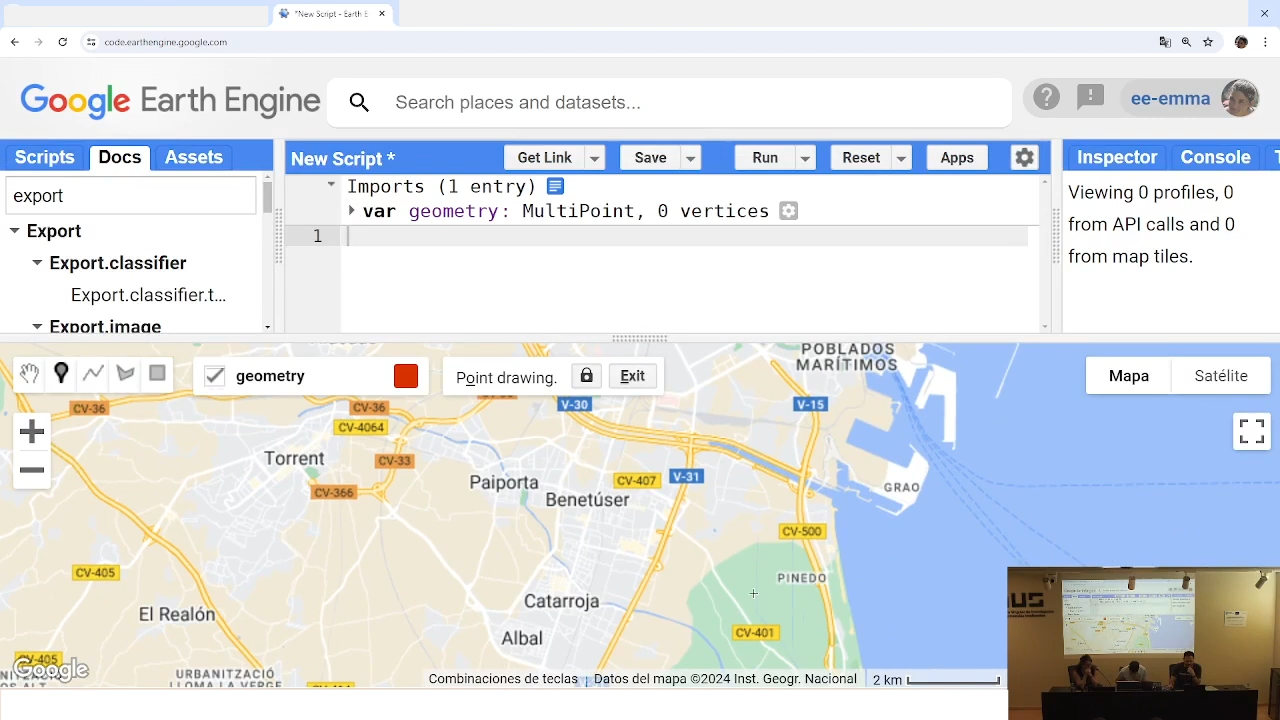 *New Script - Earth E
code.earthengine.google.com
Google Earth Engine
Search places and datasets...
ee-emma
Scripts
Docs
Assets
New Script *
Get Link
Save
Run
Reset
Apps
Inspector
Console
export
Export
Export.classifier
Export.classifier.t...
Export.image
Imports (1 entry)
var geometry: MultiPoint, 0 vertices
1
Viewing 0 profiles, 0
from API calls and 0
from map tiles.
geometry
Point drawing.
Exit
Mapa
Satélite
POBLADOS
MARÍTIMOS
CV-36
CV-36
V-30
V-15
CV-4064
Torrent
CV-33
CV-366
Paiporta
CV-407
V-31
Benetúser
GRAO
CV-500
CV-405
PINEDO
Catarroja
El Realón
CV-401
Albal
CV-405
Google
URBANITZACIÓ
LLOMA LA VERGE
Combinaciones de teclas
Datos del mapa ©2024 Inst. Geogr. Nacional
2 km